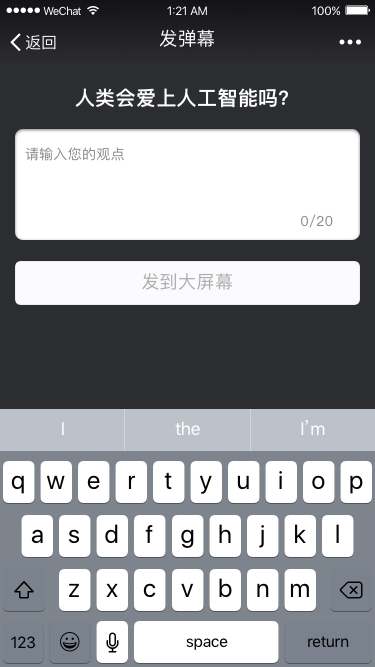 WeChat 1:21 AM 100%
返回 发弹幕
人类会爱上人工智能吗?
请输入您的观点
0/20
发到大屏幕
I the I'm
q w e r t y u i o p
a s d f g h j k l
z x c v b n m
123 space return